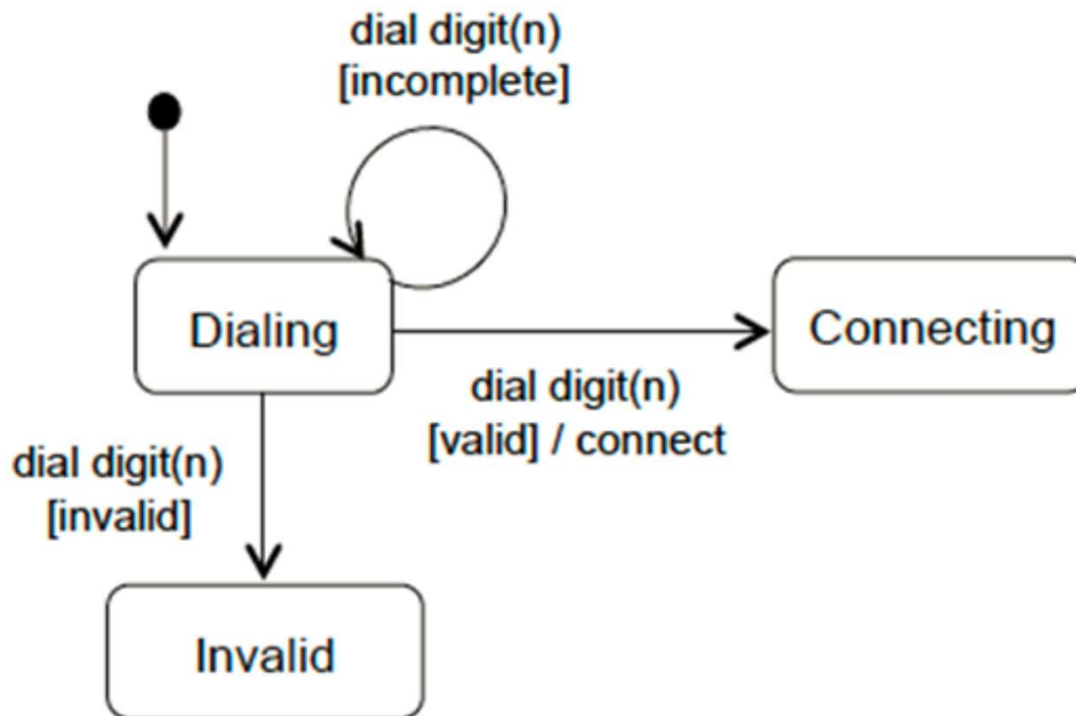 dial digit(n)
[incomplete]
Dialing
Connecting
dial digit(n)
[valid] / connect
dial digit(n)
[invalid]
Invalid